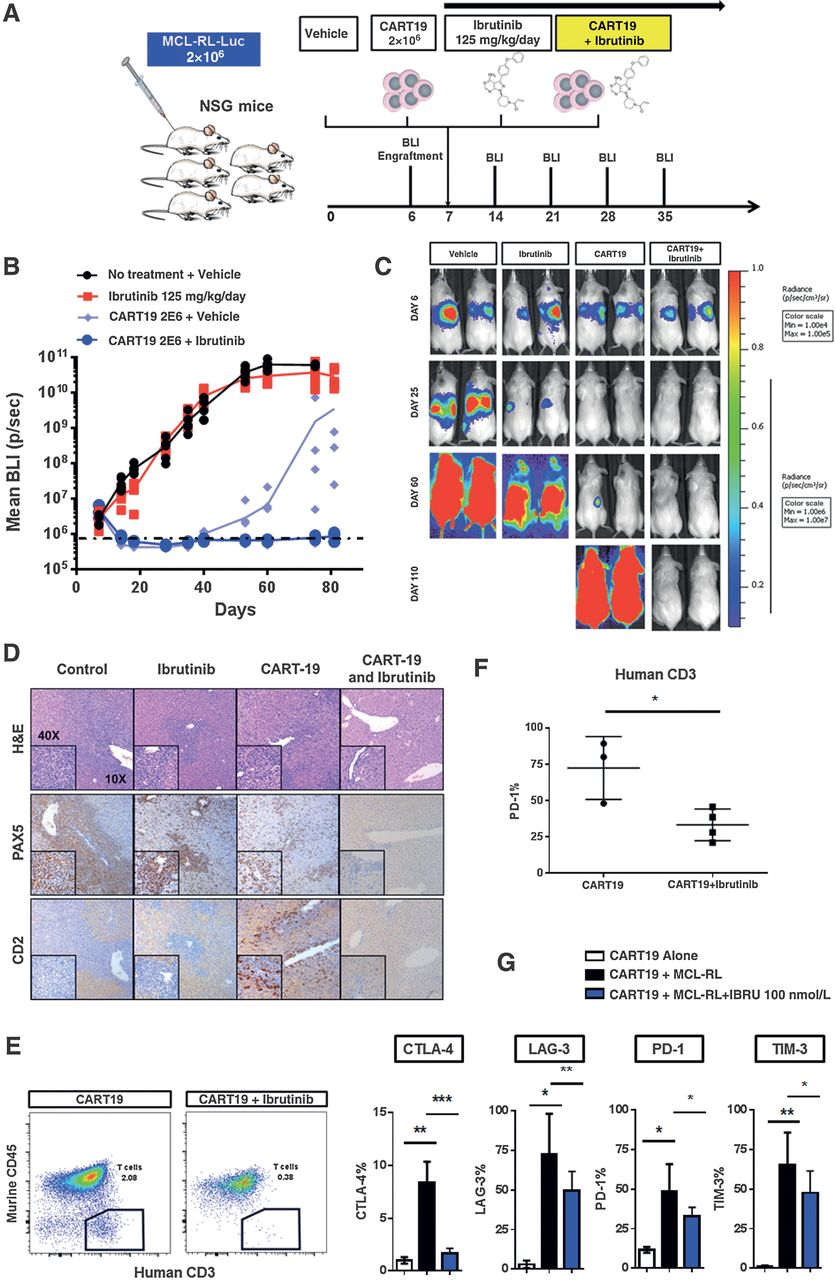 A
MCL-RL-Luc
2×10⁶
NSG mice
Vehicle
CART19
2×10⁶
Ibrutinib
125 mg/kg/day
CART19
+ Ibrutinib
BLI
Engraftment
BLI
BLI
BLI
BLI
0 6 7 14 21 28 35
B
No treatment + Vehicle
Ibrutinib 125 mg/kg/day
CART19 2E6 + Vehicle
CART19 2E6 + Ibrutinib
Mean BLI (p/sec)
10¹¹
10¹⁰
10⁹
10⁸
10⁷
10⁶
10⁵
0 20 40 60 80
Days
C
Vehicle
Ibrutinib
CART19
CART19+
Ibrutinib
DAY 6
DAY 25
DAY 60
DAY 110
1.0
0.8
0.6
0.4
0.2
Radiance
(p/sec/cm²/sr)
Color scale
Min = 1.00e4
Max = 1.00e5
Radiance
(p/sec/cm²/sr)
Color scale
Min = 1.00e6
Max = 1.00e7
D
Control
Ibrutinib
CART-19
CART-19
and Ibrutinib
H&E
40X
10X
PAX5
CD2
F
Human CD3
*
PD-1%
100
75
50
25
0
CART19
CART19+Ibrutinib
G
CART19 Alone
CART19 + MCL-RL
CART19 + MCL-RL+IBRU 100 nmol/L
E
CART19
CART19 + Ibrutinib
Murine CD45
T cells
2.08
T cells
0.38
Human CD3
CTLA-4
CTLA-4%
15
10
5
0
**
***
LAG-3
LAG-3%
100
75
50
25
0
*
**
PD-1
PD-1%
100
75
50
25
0
*
*
TIM-3
TIM-3%
100
75
50
25
0
**
*